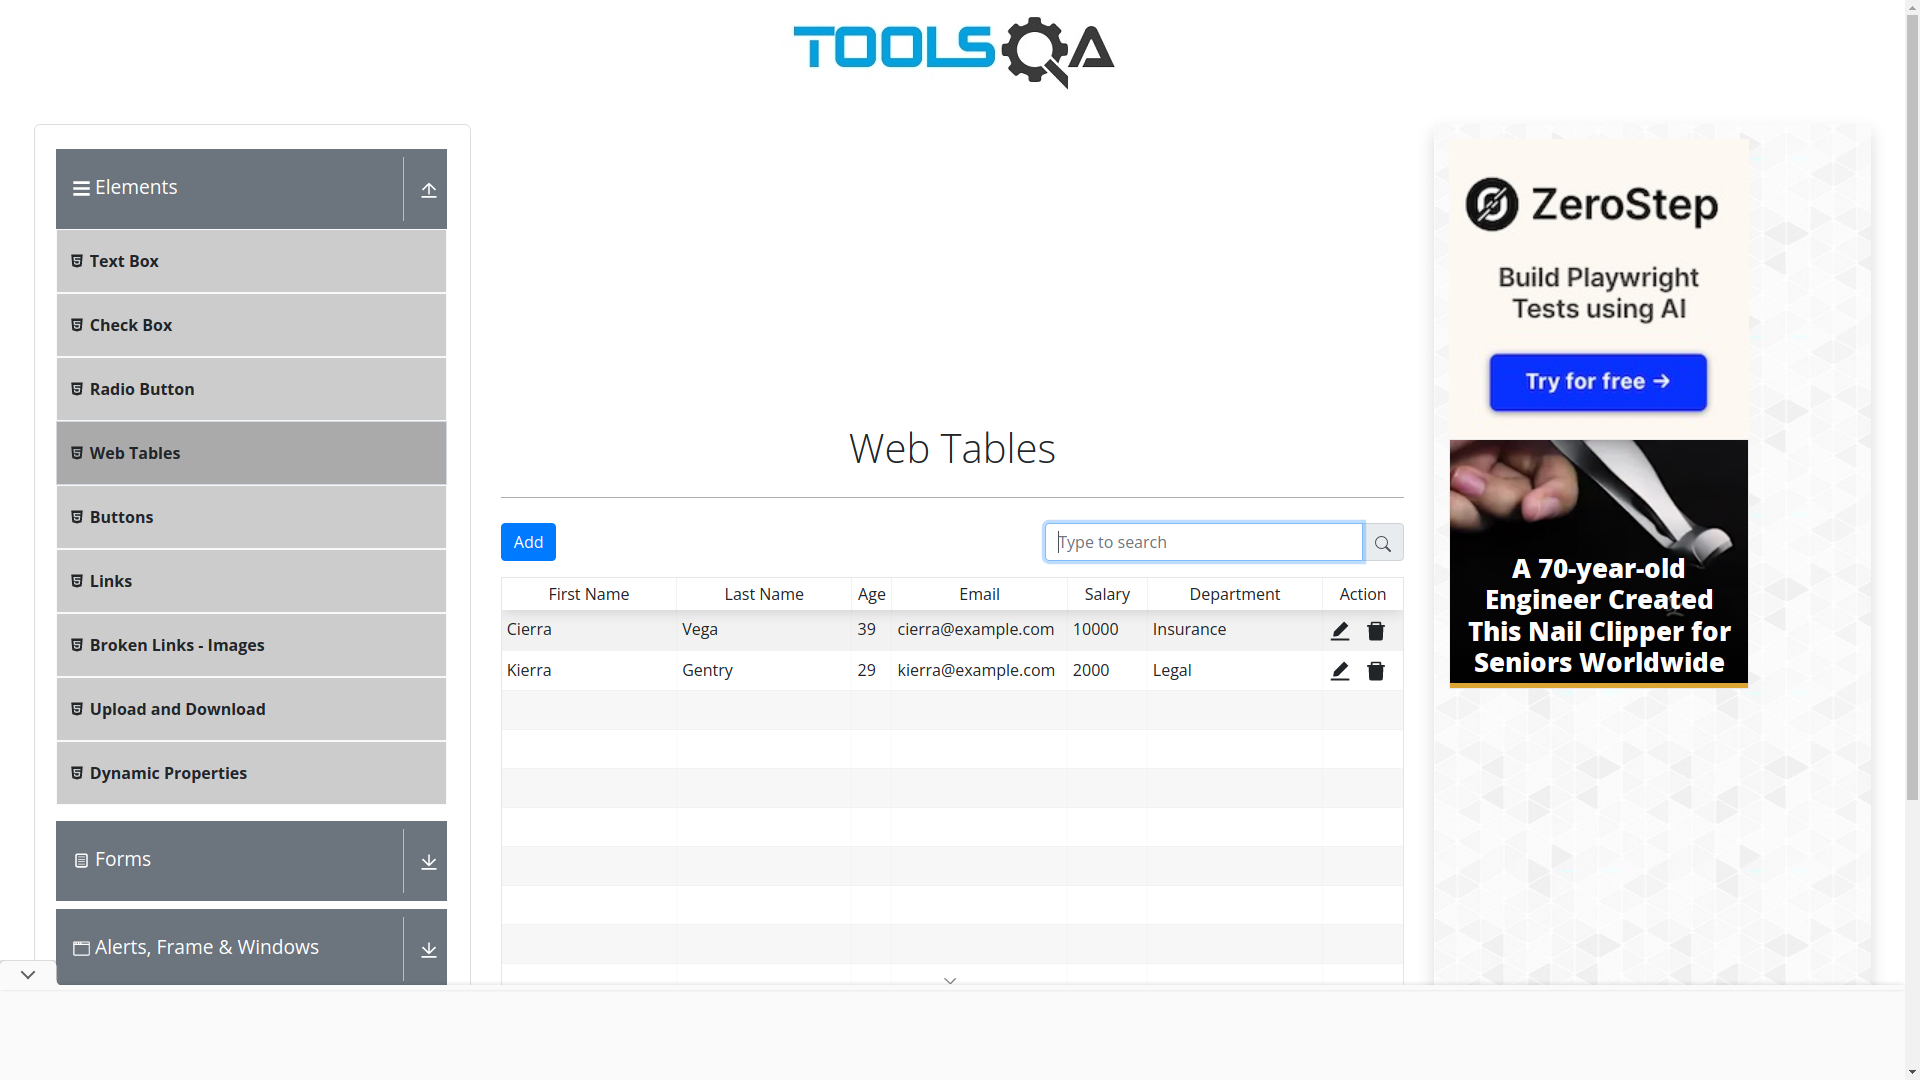 TOOLSQA
Elements
Text Box
Check Box
Radio Button
Web Tables
Buttons
Links
Broken Links - Images
Upload and Download
Dynamic Properties
Forms
Alerts, Frame & Windows
Web Tables
Add
Type to search
First Name Last Name Age Email Salary Department Action
Cierra Vega 39 cierra@example.com 10000 Insurance
Kierra Gentry 29 kierra@example.com 2000 Legal
ZeroStep
Build Playwright
Tests using AI
Try for free →
A 70-year-old
Engineer Created
This Nail Clipper for
Seniors Worldwide